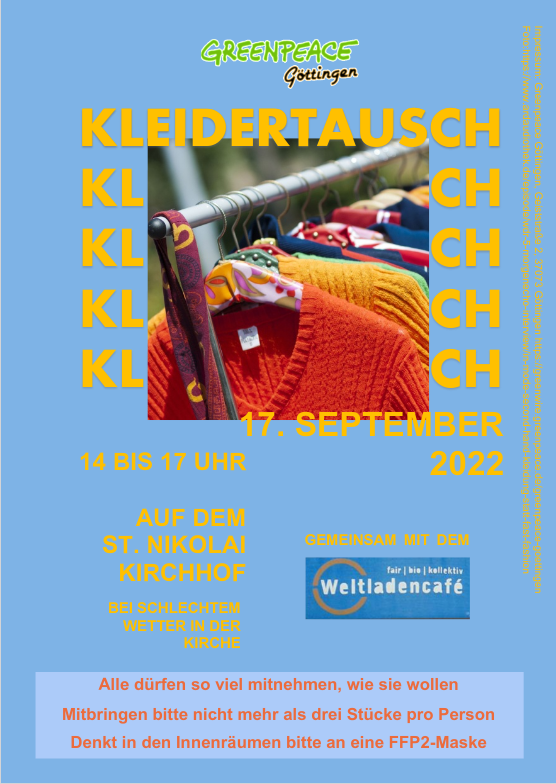 GREENPEACE
Göttingen
KLEIDERTAUSCH
KL CH
KL CH
KL CH
KL CH
17. SEPTEMBER
2022
14 BIS 17 UHR
AUF DEM
ST. NIKOLAI
KIRCHHOF
BEI SCHLECHTEM
WETTER IN DER
KIRCHE
GEMEINSAM MIT DEM
fair | bio | kollektiv
Weltladencafé
Alle dürfen so viel mitnehmen, wie sie wollen
Mitbringen bitte nicht mehr als drei Stücke pro Person
Denkt in den Innenräumen bitte an eine FFP2-Maske
Impressum: Greenpeace Göttingen,